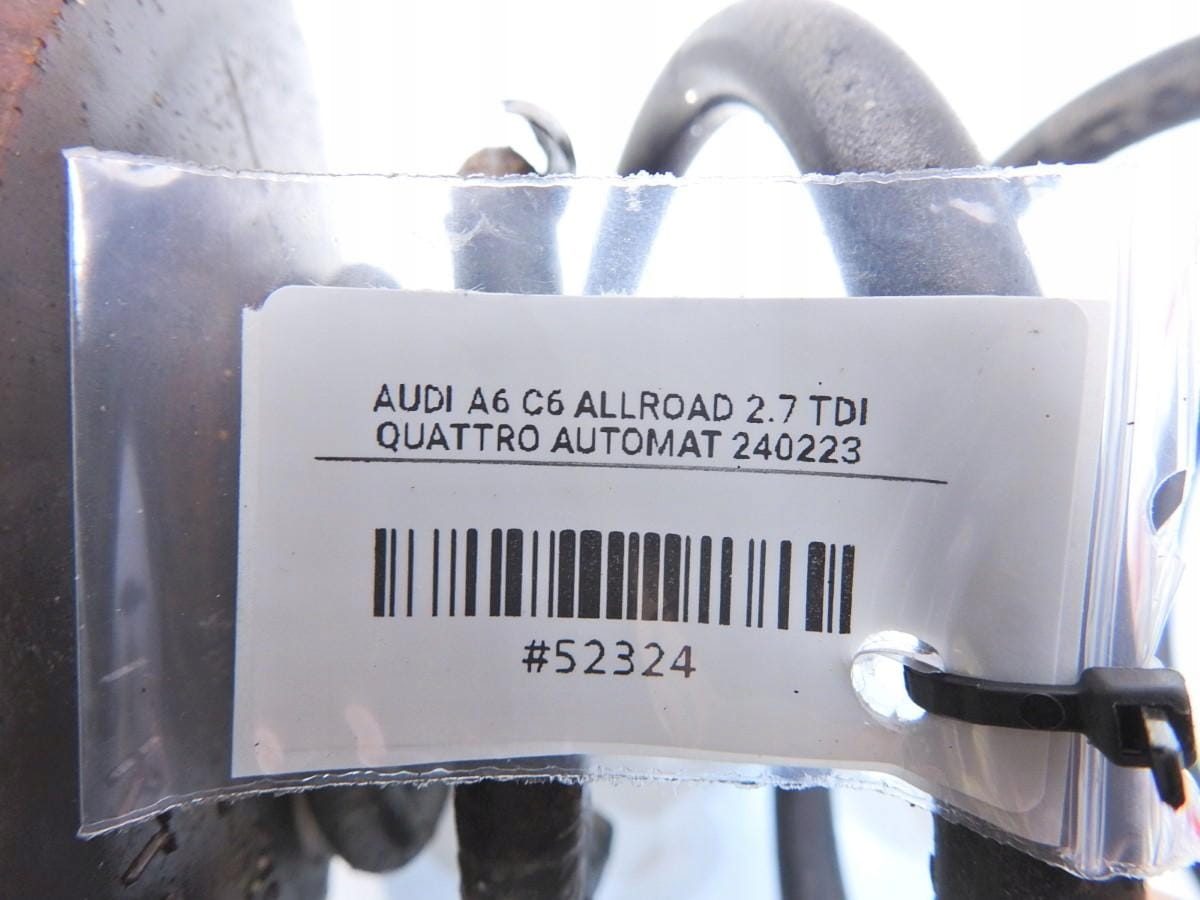 AUDI A6 C6 ALLROAD 2.7 TDI
QUATTRO AUTOMAT 240223
#52324